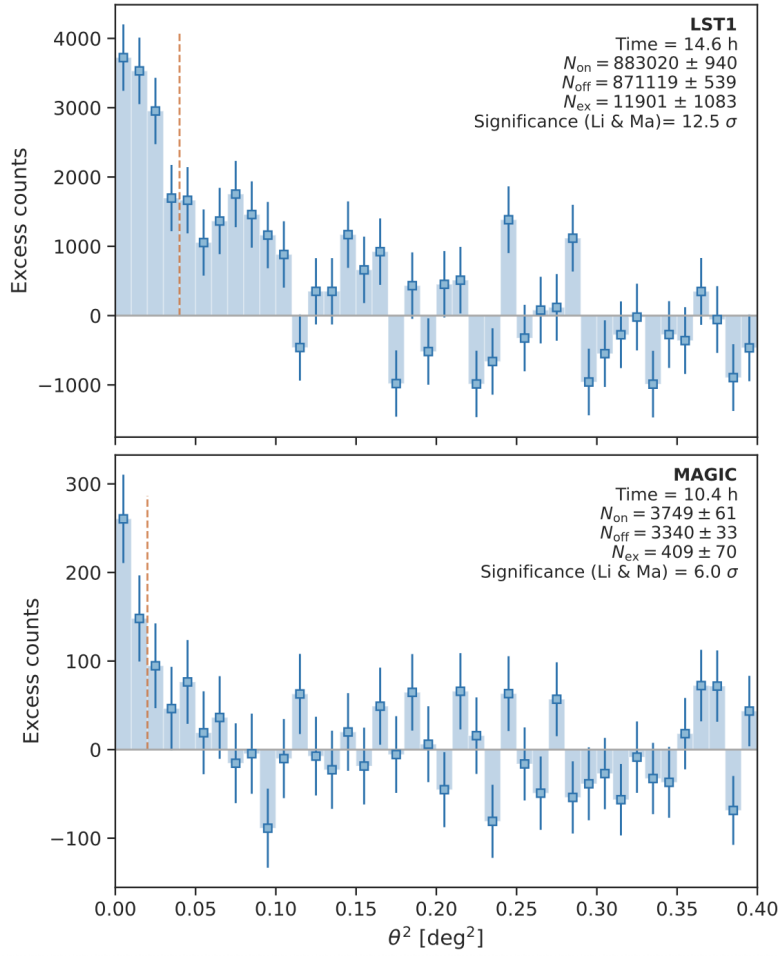 LST1
Time = 14.6 h
N_on = 883020 ± 940
N_off = 871119 ± 539
N_ex = 11901 ± 1083
Significance (Li & Ma)= 12.5 σ
4000
3000
2000
1000
0
−1000
Excess counts
MAGIC
Time = 10.4 h
N_on = 3749 ± 61
N_off = 3340 ± 33
N_ex = 409 ± 70
Significance (Li & Ma) = 6.0 σ
300
200
100
0
−100
Excess counts
0.00 0.05 0.10 0.15 0.20 0.25 0.30 0.35 0.40
θ² [deg²]